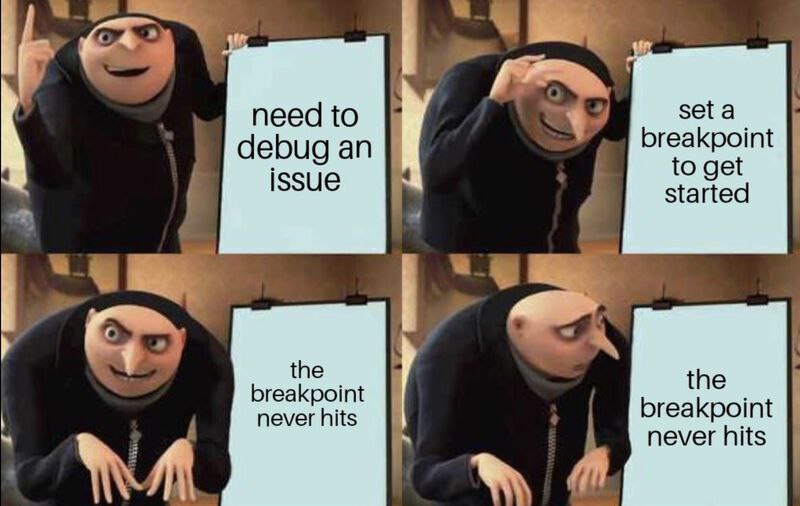 need to
debug an
issue
set a
breakpoint
to get
started
the
breakpoint
never hits
the
breakpoint
never hits